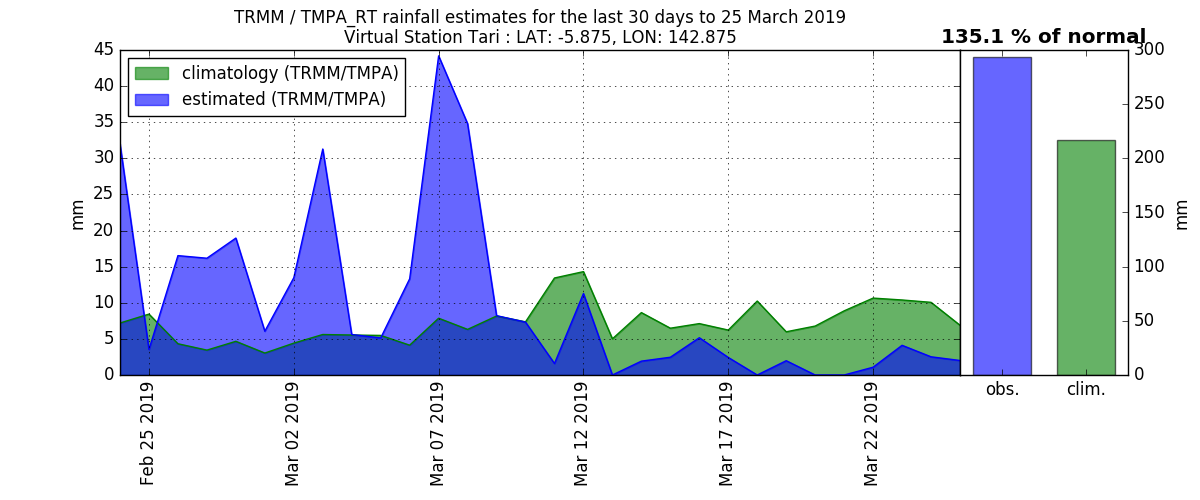 TRMM / TMPA_RT rainfall estimates for the last 30 days to 25 March 2019
Virtual Station Tari : LAT: -5.875, LON: 142.875
135.1 % of normal
climatology (TRMM/TMPA)
estimated (TRMM/TMPA)
mm
45
40
35
30
25
20
15
10
5
0
Feb 25 2019
Mar 02 2019
Mar 07 2019
Mar 12 2019
Mar 17 2019
Mar 22 2019
300
250
200
150
100
50
0
mm
obs.
clim.